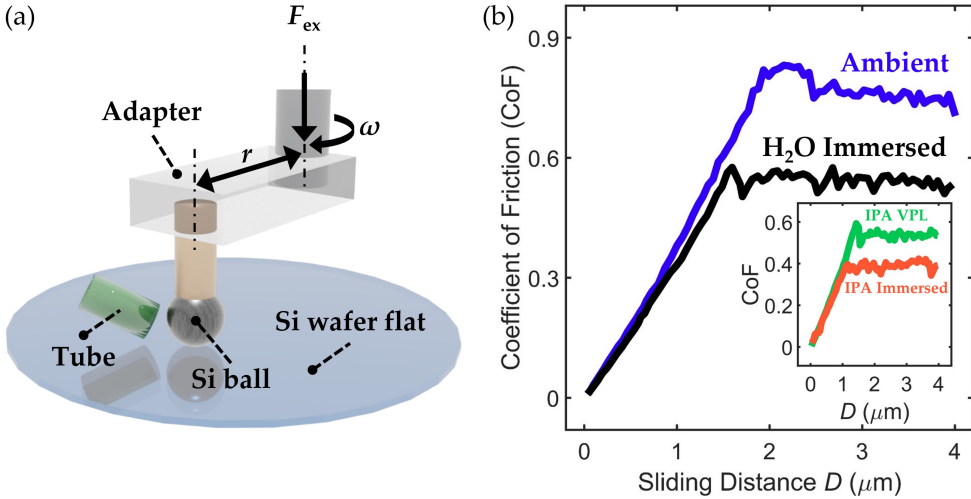 (a)
F_ex
Adapter
r
ω
Tube
Si ball
Si wafer flat
(b)
Coefficient of Friction (CoF)
0.9
0.6
0.3
0
0
1
2
3
4
Sliding Distance D (μm)
Ambient
H₂O Immersed
CoF
0.6
0.4
0.2
0
0
1
2
3
4
D (μm)
IPA VPL
IPA Immersed